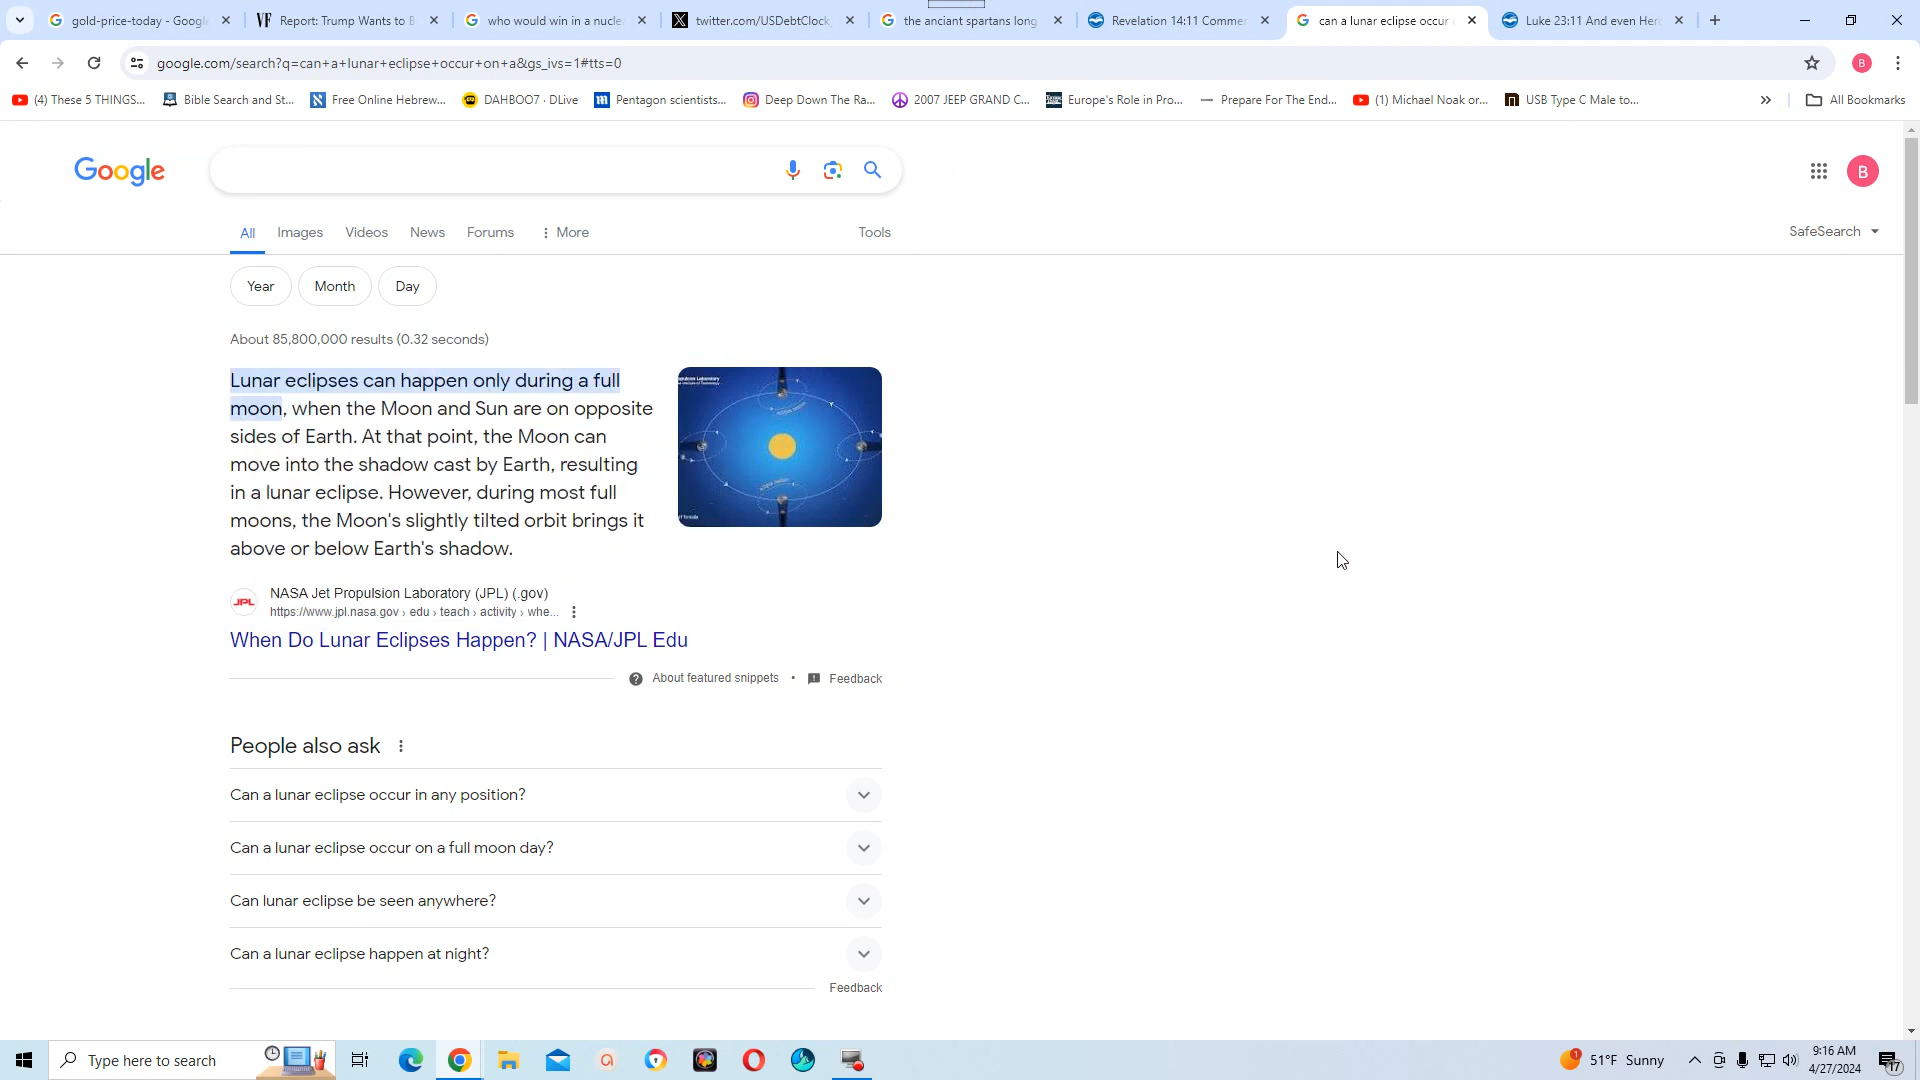 gold-price-today - Google
Report: Trump Wants to B
who would win in a nucle
twitter.com/USDebtClock
the anciant spartans long
Revelation 14:11 Commen
can a lunar eclipse occur
Luke 23:11 And even Hero
google.com/search?q=can+a+lunar+eclipse+occur+on+a&gs_ivs=1#tts=0
B
(4) These 5 THINGS...
Bible Search and St...
Free Online Hebrew...
DAHBOO7 · DLive
Pentagon scientists...
Deep Down The Ra...
2007 JEEP GRAND C...
Europe's Role in Pro...
Prepare For The End...
(1) Michael Noak or...
USB Type C Male to...
All Bookmarks
Google
B
All Images Videos News Forums More Tools
SafeSearch
Year Month Day
About 85,800,000 results (0.32 seconds)
Lunar eclipses can happen only during a full
moon, when the Moon and Sun are on opposite
sides of Earth. At that point, the Moon can
move into the shadow cast by Earth, resulting
in a lunar eclipse. However, during most full
moons, the Moon's slightly tilted orbit brings it
above or below Earth's shadow.
JPL
NASA Jet Propulsion Laboratory (JPL) (.gov)
https://www.jpl.nasa.gov › edu › teach › activity › whe...
When Do Lunar Eclipses Happen? | NASA/JPL Edu
About featured snippets • Feedback
People also ask
Can a lunar eclipse occur in any position?
Can a lunar eclipse occur on a full moon day?
Can lunar eclipse be seen anywhere?
Can a lunar eclipse happen at night?
Feedback
Type here to search
1
51°F Sunny
9:16 AM
4/27/2024
17